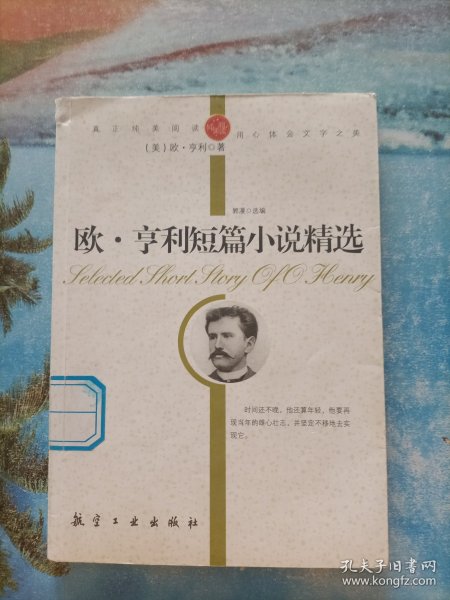 真正纯美阅读 用心体会文字之美
(美)欧·亨利◎著
郭漫◎选编
欧·亨利短篇小说精选
Selected Short Story Of O Henry
时间还不晚，他还算年轻，他要再
现当年的雄心壮志，并坚定不移地去实
现它。
航空工业出版社
孔夫子旧书网
www.kongfz.com